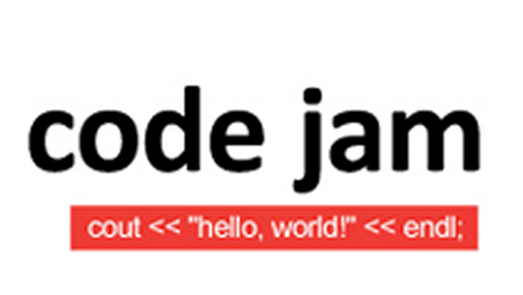 code jam
cout << "hello, world!" << endl;